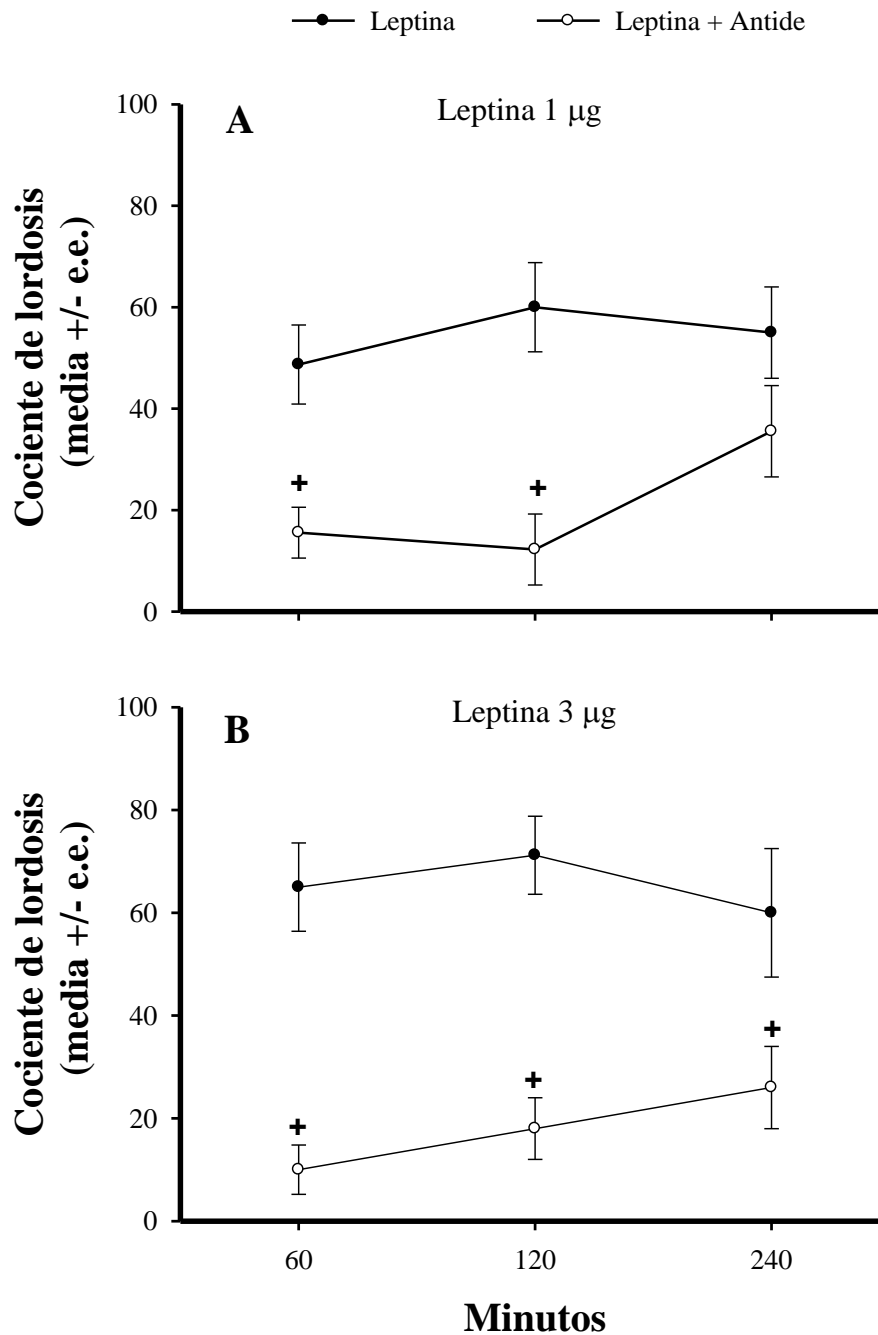 Leptina
Leptina + Antide
A
Leptina 1 μg
Cociente de lordosis
(media +/- e.e.)
100
80
60
40
20
0
+
+
B
Leptina 3 μg
Cociente de lordosis
(media +/- e.e.)
100
80
60
40
20
0
+
+
+
60
120
240
Minutos